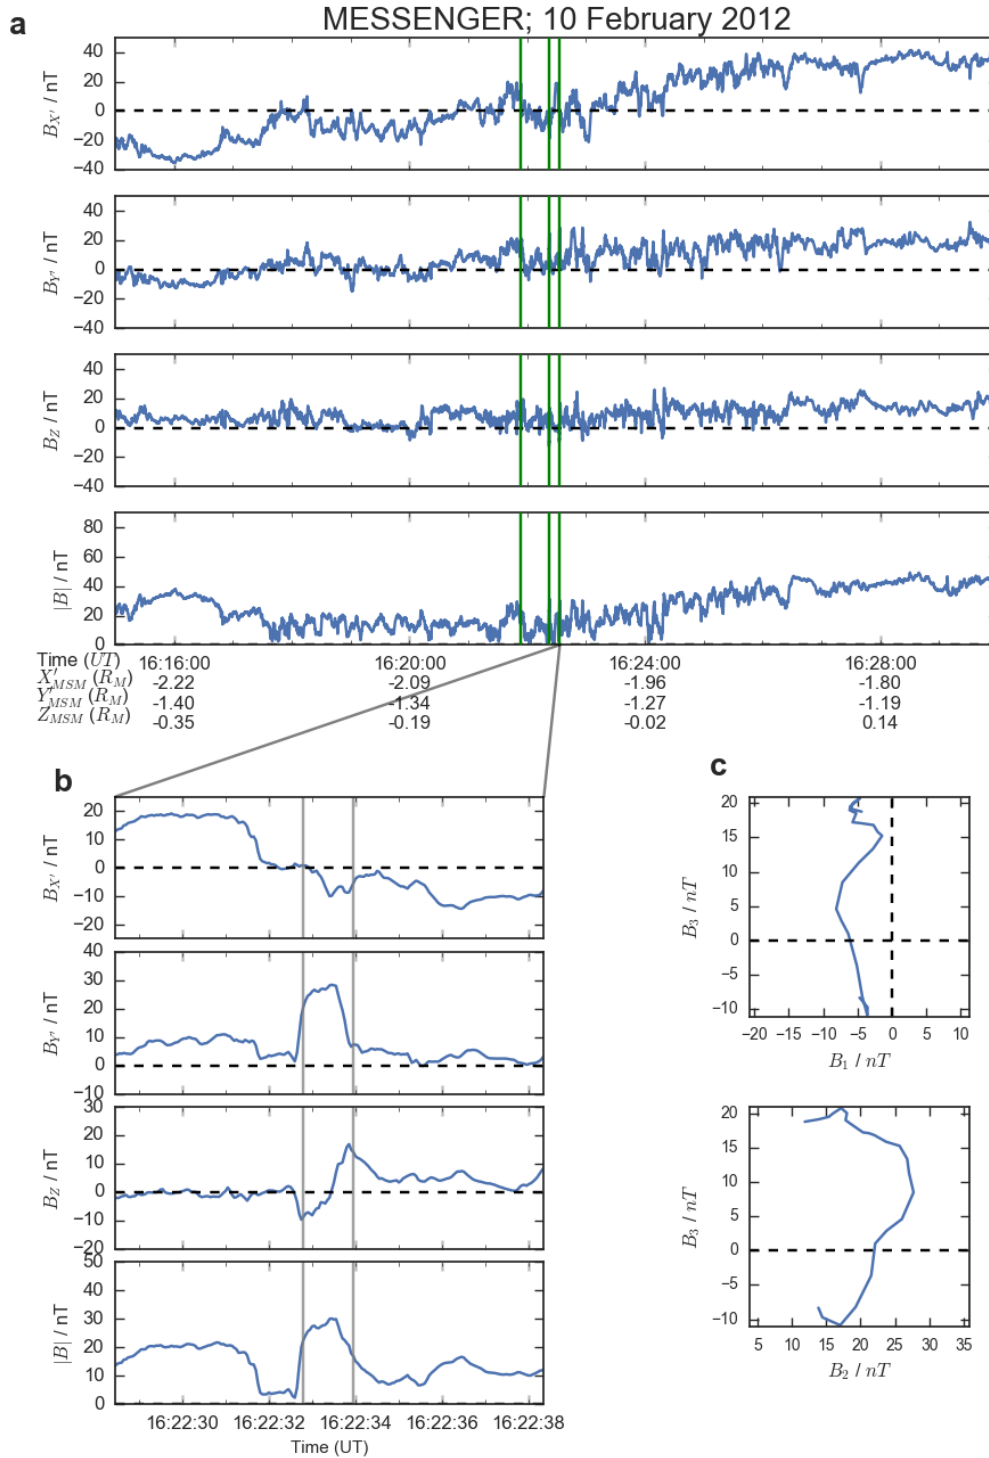 MESSENGER; 10 February 2012
a
40
20
0
−20
−40
B_X' / nT
40
20
0
−20
−40
B_Y' / nT
40
20
0
−20
−40
B_Z / nT
80
60
40
20
0
|B| / nT
Time (UT) 16:16:00 16:20:00 16:24:00 16:28:00
X'_MSM (R_M) -2.22 -2.09 -1.96 -1.80
Y'_MSM (R_M) -1.40 -1.34 -1.27 -1.19
Z_MSM (R_M) -0.35 -0.19 -0.02 0.14
b
20
10
0
−10
−20
B_X' / nT
40
30
20
10
0
−10
B_Y' / nT
30
20
10
0
−10
−20
B_Z / nT
50
40
30
20
10
0
|B| / nT
16:22:30 16:22:32 16:22:34 16:22:36 16:22:38
Time (UT)
c
20
15
10
5
0
−5
−10
B_3 / nT
−20 −15 −10 −5 0 5 10
B_1 / nT
20
15
10
5
0
−5
−10
B_3 / nT
5 10 15 20 25 30 35
B_2 / nT